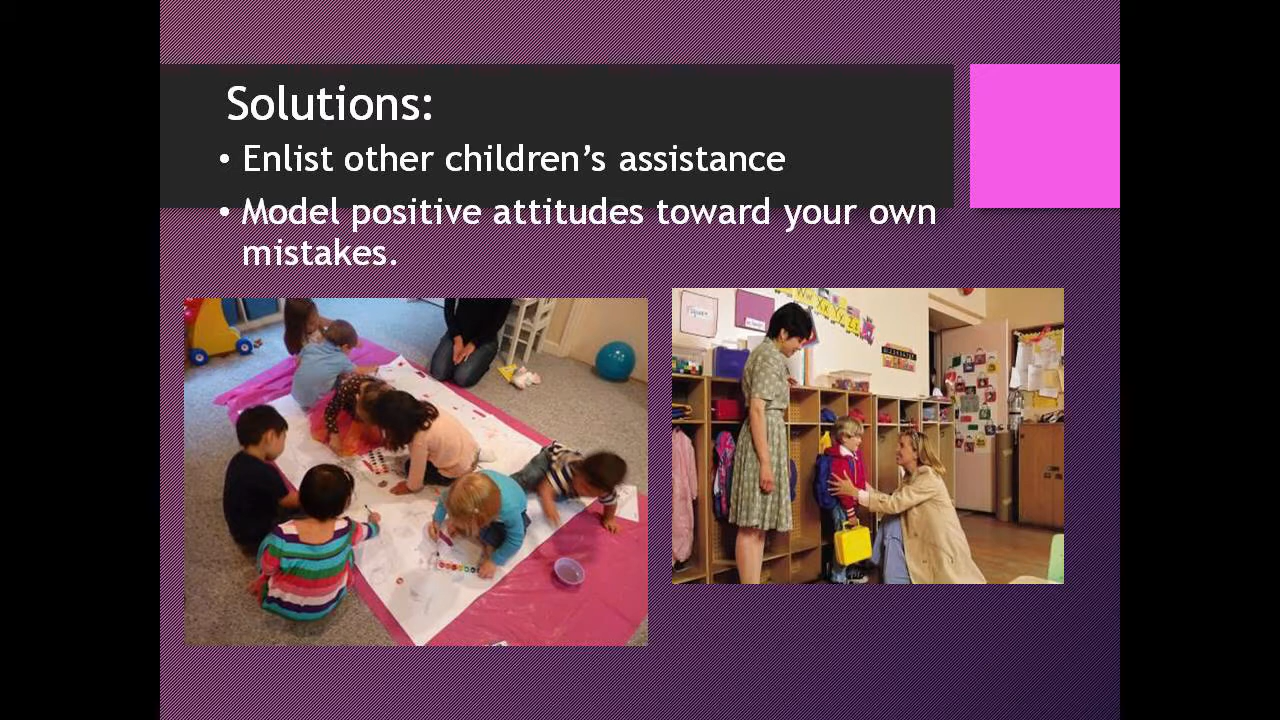 Solutions:
• Enlist other children’s assistance
• Model positive attitudes toward your own
mistakes.